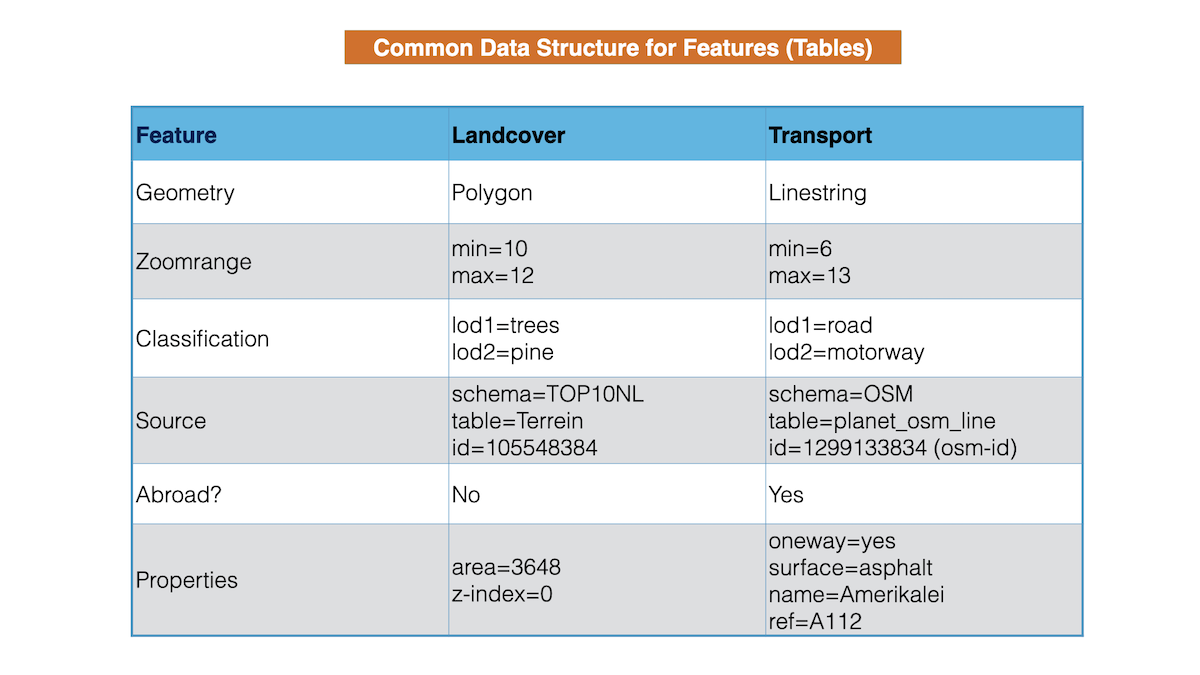 Common Data Structure for Features (Tables)
Feature Landcover Transport
Geometry Polygon Linestring
Zoomrange
min=10
max=12
min=6
max=13
Classification
lod1=trees
lod2=pine
lod1=road
lod2=motorway
Source
schema=TOP10NL
table=Terrein
id=105548384
schema=OSM
table=planet_osm_line
id=1299133834 (osm-id)
Abroad? No Yes
Properties
area=3648
z-index=0
oneway=yes
surface=asphalt
name=Amerikalei
ref=A112